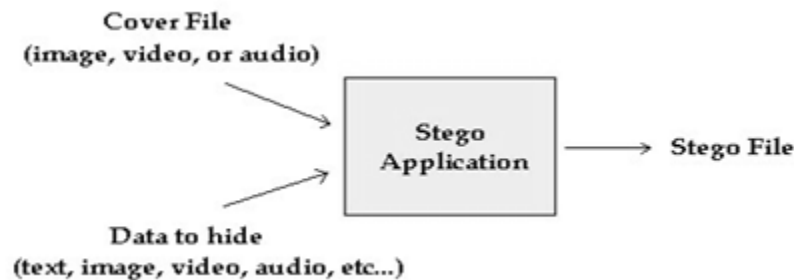 Cover File
(image, video, or audio)
Stego
Application
Stego File
Data to hide
(text, image, video, audio, etc...)